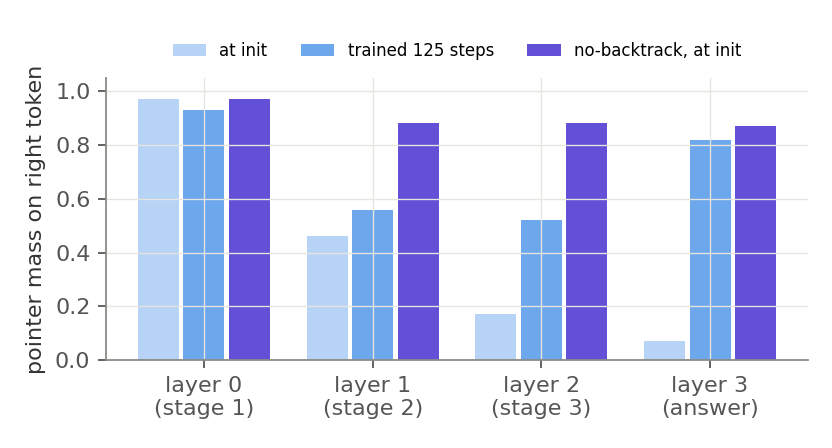 at init
trained 125 steps
no-backtrack, at init
pointer mass on right token
1.0
0.8
0.6
0.4
0.2
0.0
layer 0
(stage 1)
layer 1
(stage 2)
layer 2
(stage 3)
layer 3
(answer)